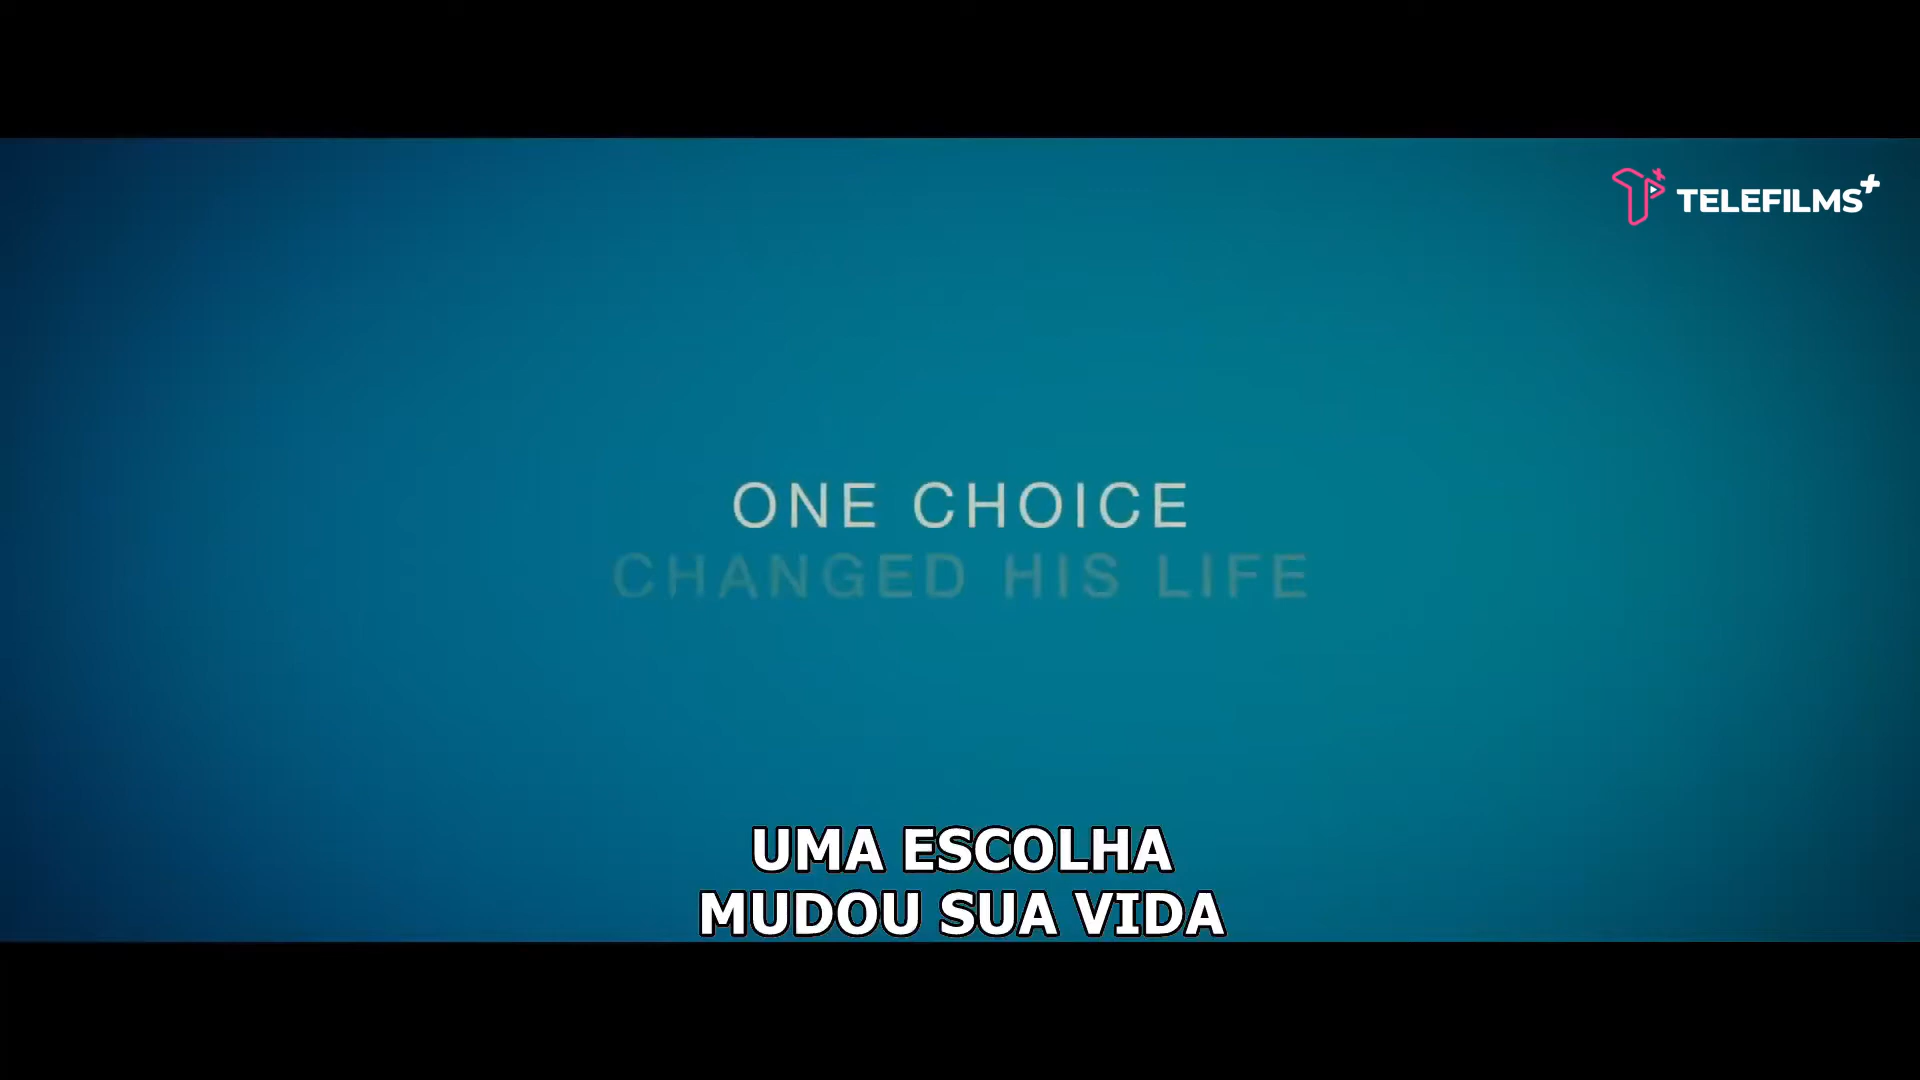 TELEFILMS+
ONE CHOICE
CHANGED HIS LIFE
UMA ESCOLHA
MUDOU SUA VIDA